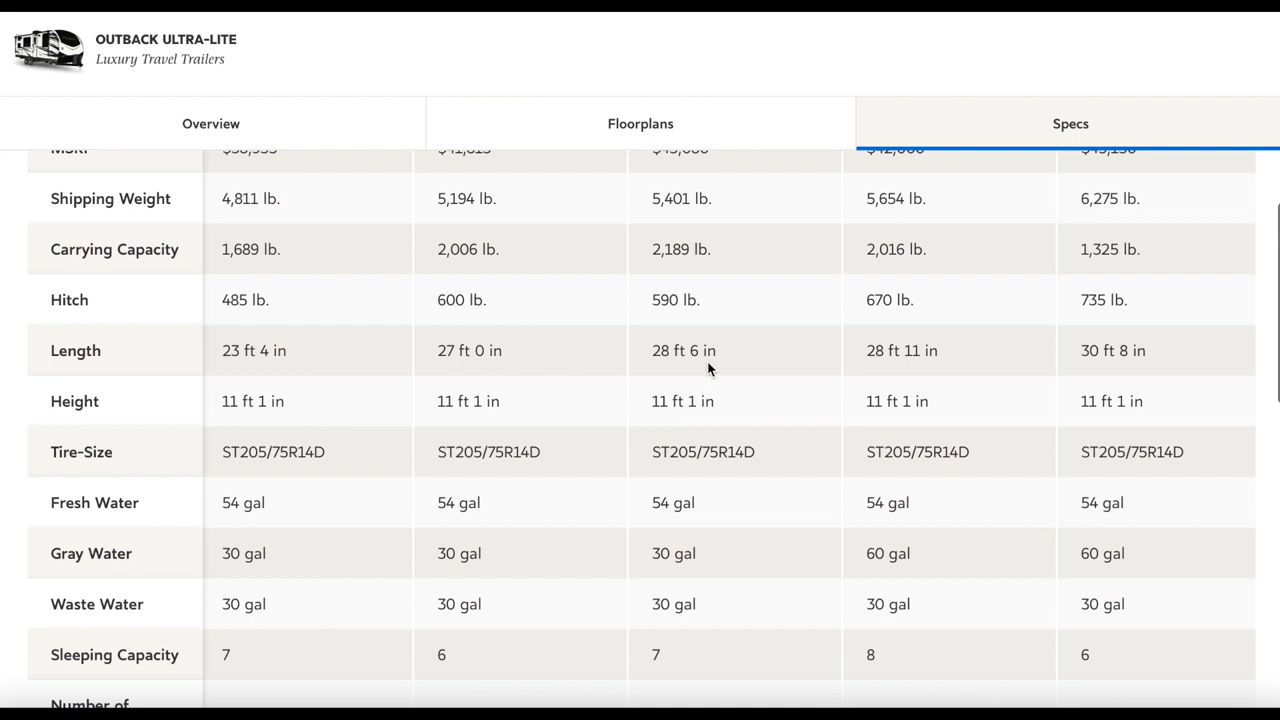 OUTBACK ULTRA-LITE
Luxury Travel Trailers
Overview Floorplans Specs
Shipping Weight 4,811 lb. 5,194 lb. 5,401 lb. 5,654 lb. 6,275 lb.
Carrying Capacity 1,689 lb. 2,006 lb. 2,189 lb. 2,016 lb. 1,325 lb.
Hitch 485 lb. 600 lb. 590 lb. 670 lb. 735 lb.
Length 23 ft 4 in 27 ft 0 in 28 ft 6 in 28 ft 11 in 30 ft 8 in
Height 11 ft 1 in 11 ft 1 in 11 ft 1 in 11 ft 1 in 11 ft 1 in
Tire-Size ST205/75R14D ST205/75R14D ST205/75R14D ST205/75R14D ST205/75R14D
Fresh Water 54 gal 54 gal 54 gal 54 gal 54 gal
Gray Water 30 gal 30 gal 30 gal 60 gal 60 gal
Waste Water 30 gal 30 gal 30 gal 30 gal 30 gal
Sleeping Capacity 7 6 7 8 6
Number of